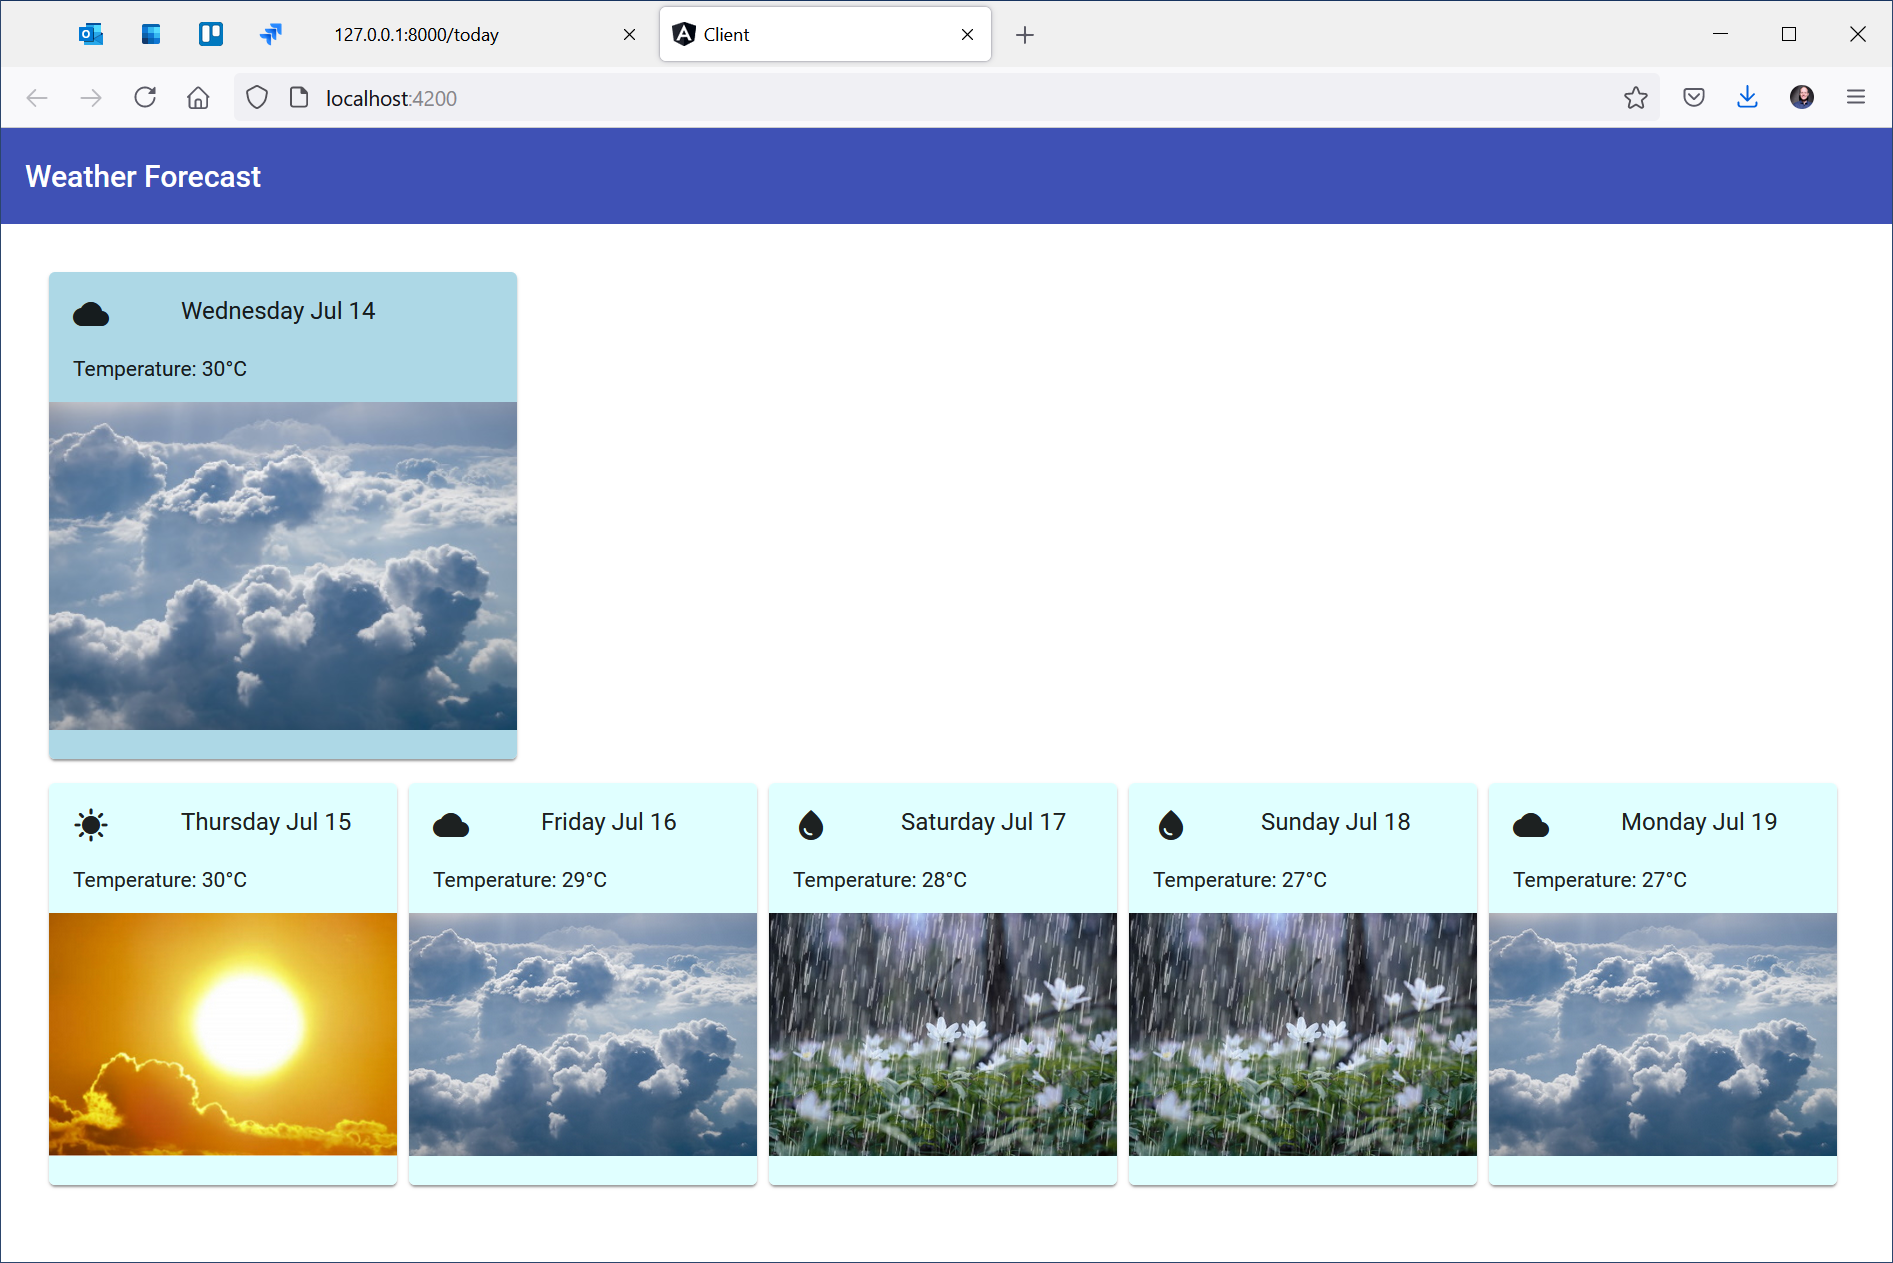 127.0.0.1:8000/today
Client
localhost:4200
Weather Forecast
Wednesday Jul 14
Temperature: 30°C
Thursday Jul 15
Temperature: 30°C
Friday Jul 16
Temperature: 29°C
Saturday Jul 17
Temperature: 28°C
Sunday Jul 18
Temperature: 27°C
Monday Jul 19
Temperature: 27°C